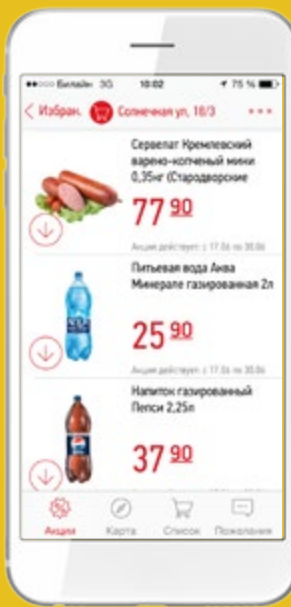 Билайн 3G 10:02 75 %
Избран. Солнечная ул, 18/3
Сервелат Кремлевский
варено-копченый мини
0,35кг (Стародворские
77 90
Акция действует: с 17.06 по 30.06
Питьевая вода Аква
Минерале газированная 2л
25 90
Акция действует: с 17.06 по 30.06
Напиток газированный
Пепси 2,25л
37 90
Акции Карта Список Пожелания